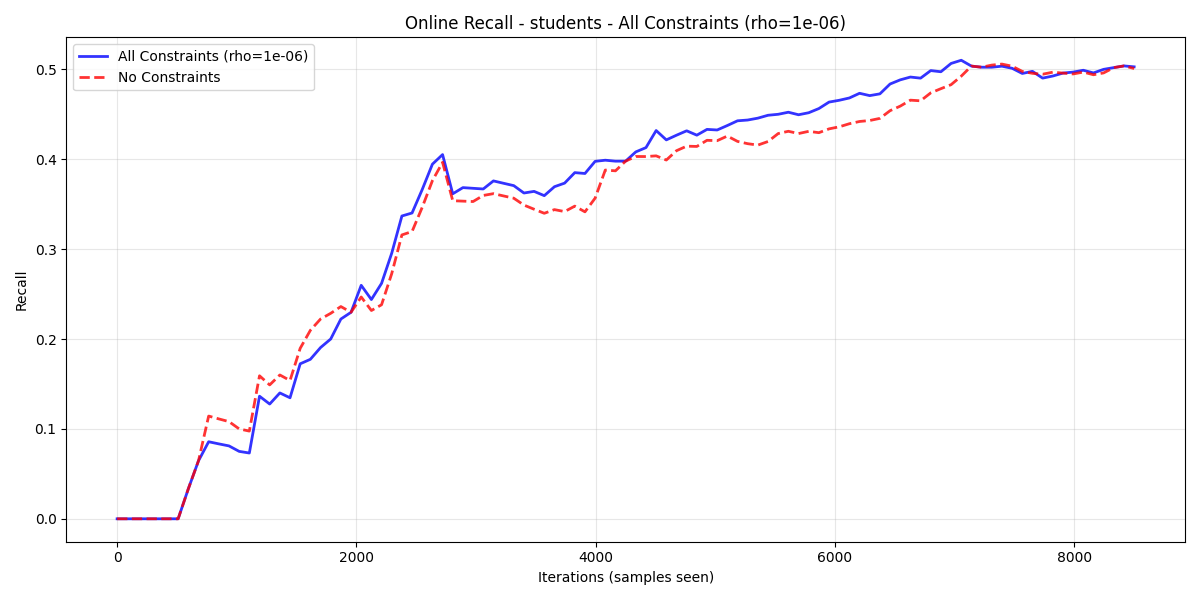 Online Recall - students - All Constraints (rho=1e-06)
All Constraints (rho=1e-06)
No Constraints
Recall
0.5
0.4
0.3
0.2
0.1
0.0
0 2000 4000 6000 8000
Iterations (samples seen)